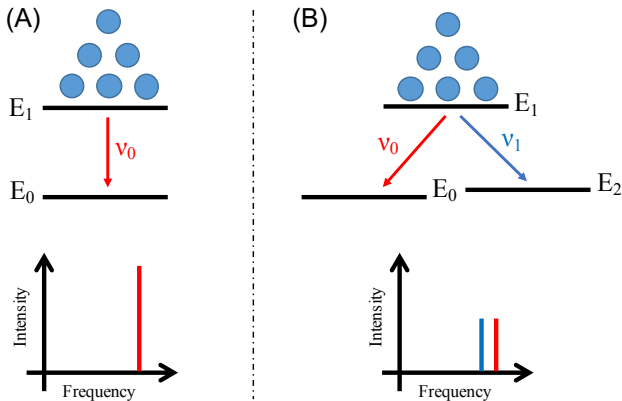 (A)
E₁
ν₀
E₀
Intensity
Frequency
(B)
E₁
ν₀
ν₁
E₀
E₂
Intensity
Frequency